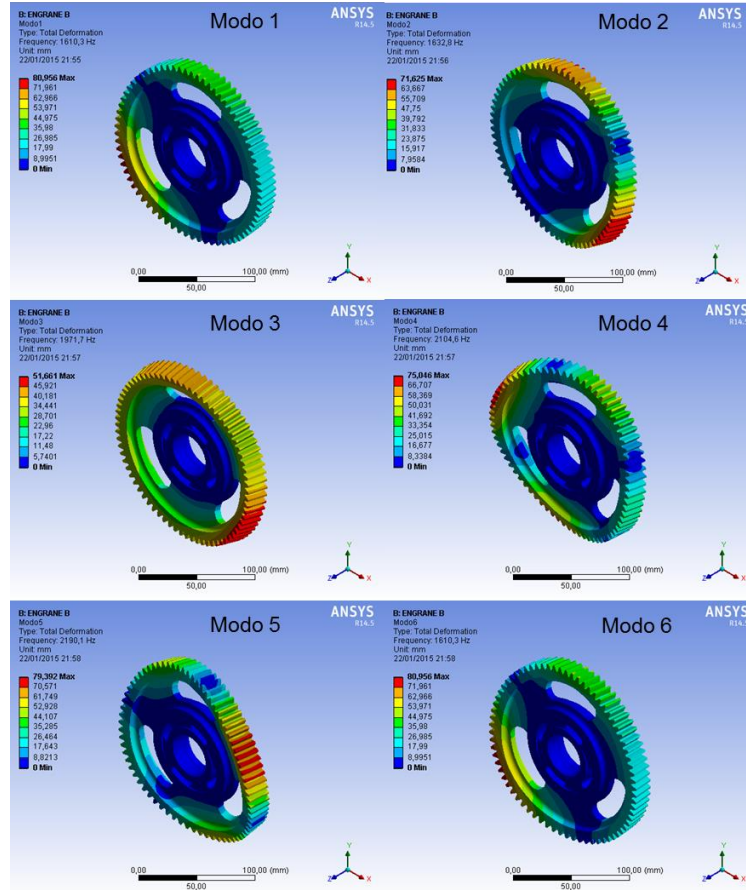 B: ENGRANE B
Modo1
Type: Total Deformation
Frequency: 1610,3 Hz
Unit: mm
22/01/2015 21:55
Modo 1
ANSYS
R14.5
80,956 Max
71,961
62,966
53,971
44,975
35,98
26,985
17,99
8,9951
0 Min
0,00
100,00 (mm)
50,00
Y
Z
X
B: ENGRANE B
Modo2
Type: Total Deformation
Frequency: 1632,8 Hz
Unit: mm
22/01/2015 21:56
Modo 2
ANSYS
R14.5
71,625 Max
63,667
55,709
47,75
39,792
31,833
23,875
15,917
7,9584
0 Min
0,00
100,00 (mm)
50,00
Y
Z
X
B: ENGRANE B
Modo3
Type: Total Deformation
Frequency: 1971,7 Hz
Unit: mm
22/01/2015 21:57
Modo 3
ANSYS
R14.5
51,661 Max
45,921
40,181
34,441
28,701
22,96
17,22
11,48
5,7401
0 Min
0,00
100,00 (mm)
50,00
Y
Z
X
B: ENGRANE B
Modo4
Type: Total Deformation
Frequency: 2104,6 Hz
Unit: mm
22/01/2015 21:57
Modo 4
ANSYS
R14.5
75,046 Max
66,707
58,369
50,031
41,692
33,354
25,015
16,677
8,3384
0 Min
0,00
100,00 (mm)
50,00
Y
Z
X
B: ENGRANE B
Modo5
Type: Total Deformation
Frequency: 2190,1 Hz
Unit: mm
22/01/2015 21:58
Modo 5
ANSYS
R14.5
79,392 Max
70,571
61,749
52,928
44,107
35,285
26,464
17,643
8,8213
0 Min
0,00
100,00 (mm)
50,00
Y
Z
X
B: ENGRANE B
Modo6
Type: Total Deformation
Frequency: 1610,3 Hz
Unit: mm
22/01/2015 21:58
Modo 6
ANSYS
R14.5
80,956 Max
71,961
62,966
53,971
44,975
35,98
26,985
17,99
8,9951
0 Min
0,00
100,00 (mm)
50,00
Y
Z
X